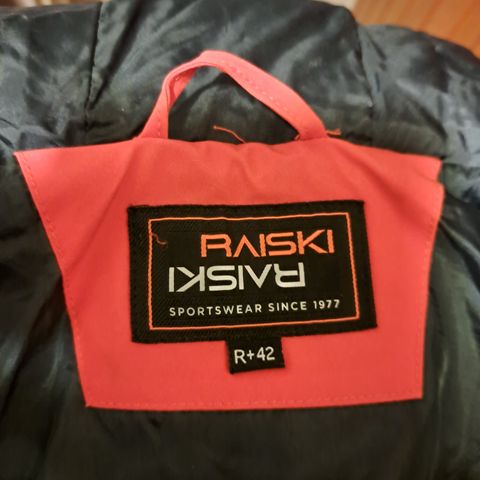 RAISKI
RAISKI
SPORTSWEAR SINCE 1977
R+42